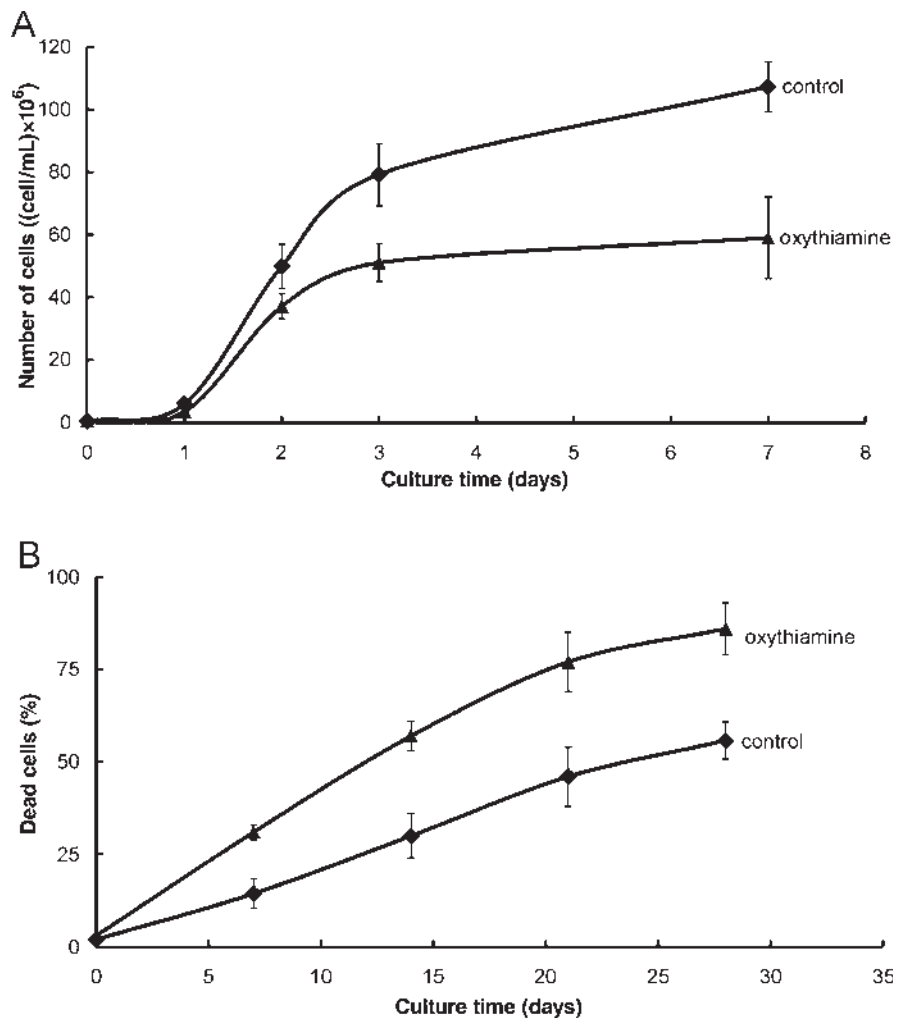 A
120
100
80
60
40
20
0
Number of cells ((cell/mL)×10⁶)
control
oxythiamine
0 1 2 3 4 5 6 7 8
Culture time (days)
B
100
75
50
25
0
Dead cells (%)
oxythiamine
control
0 5 10 15 20 25 30 35
Culture time (days)